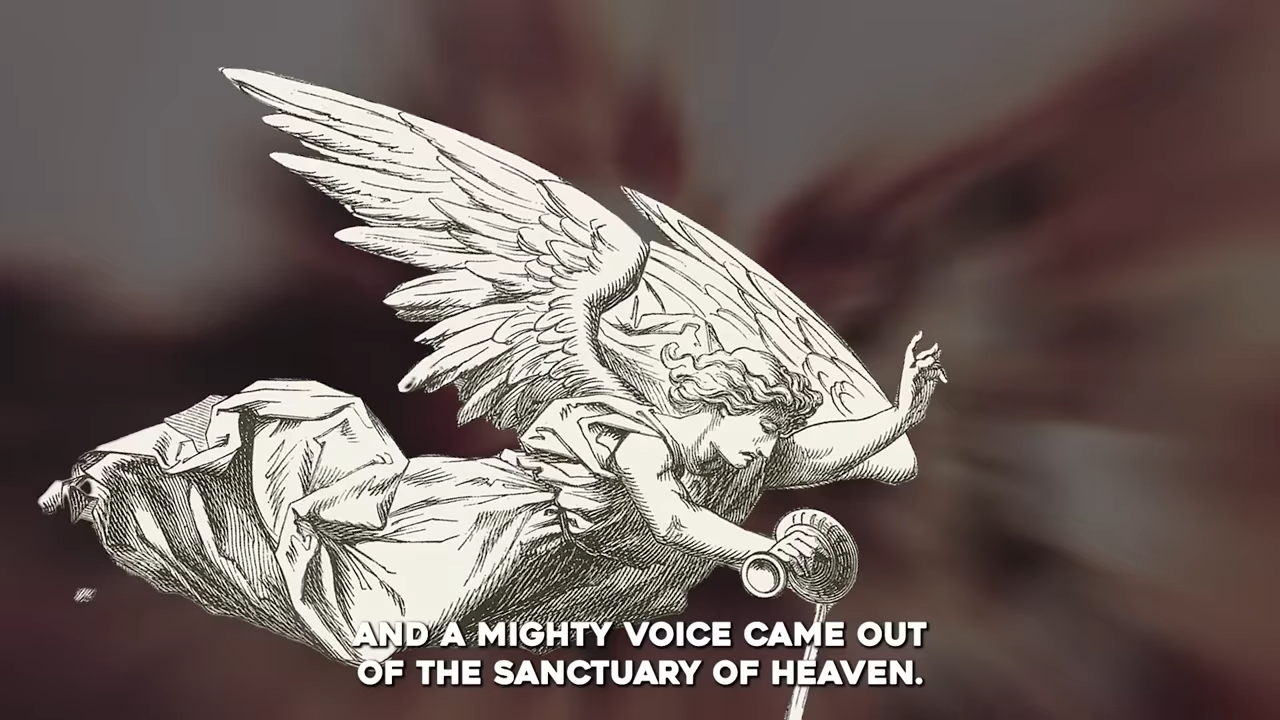 AND A MIGHTY VOICE CAME OUT
OF THE SANCTUARY OF HEAVEN.